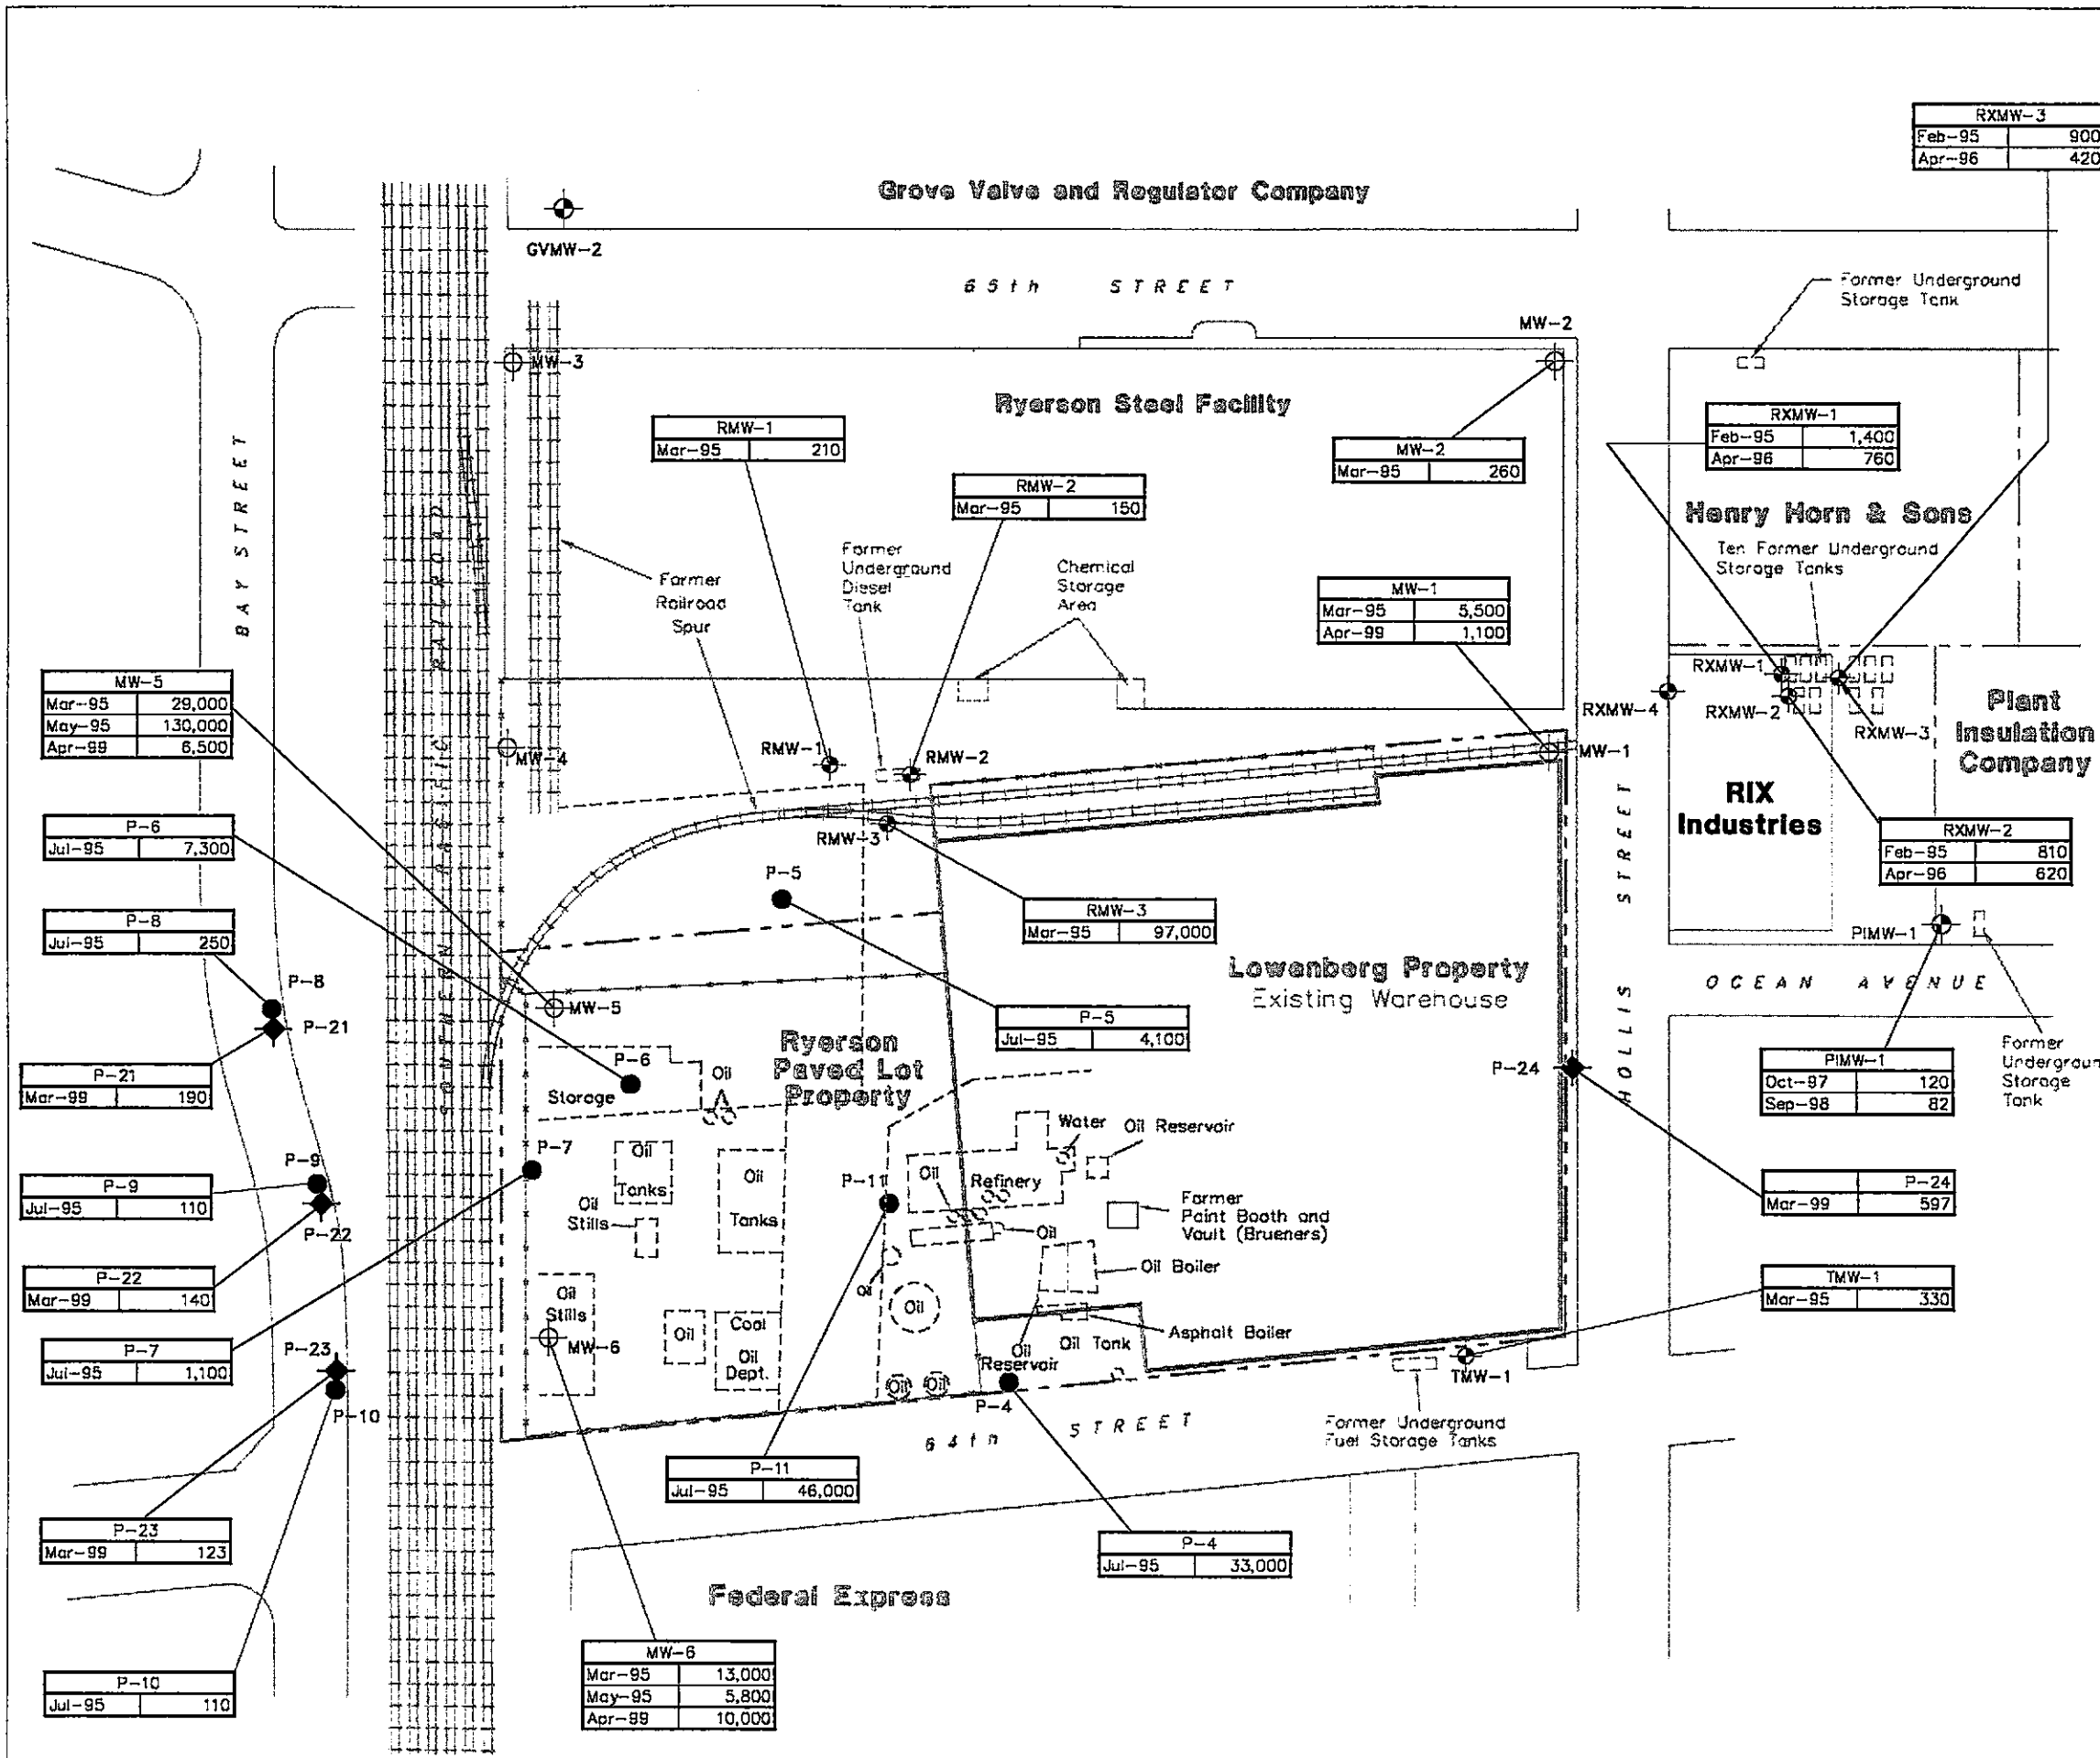 RXMW-3
Feb-95 900
Apr-96 420
Grove Valve and Regulator Company
GVMW-2
65th STREET
Former Underground
Storage Tank
MW-2
MW-3
Ryerson Steel Facility
RMW-1
Mar-95 210
MW-2
Mar-95 260
RXMW-1
Feb-95 1,400
Apr-96 760
RMW-2
Mar-95 150
Henry Horn & Sons
Ten Former Underground
Storage Tanks
BAY STREET
SOUTHERN PACIFIC RAILROAD
Former
Railroad
Spur
Former
Underground
Diesel
Tank
Chemical
Storage
Area
MW-1
Mar-95 5,500
Apr-99 1,100
MW-5
Mar-95 29,000
May-95 130,000
Apr-99 6,500
RXMW-1
RXMW-4
RXMW-2
RXMW-3
Plant
Insulation
Company
MW-4
RMW-1
RMW-2
MW-1
RIX
Industries
P-6
Jul-95 7,300
RMW-3
RXMW-2
Feb-95 810
Apr-96 620
P-5
RMW-3
Mar-95 97,000
P-8
Jul-95 250
PIMW-1
HOLLIS STREET
Lowenberg Property
Existing Warehouse
OCEAN AVENUE
P-8
P-21
MW-5
P-5
Jul-95 4,100
Ryerson
Paved Lot
Property
P-6
Storage
Oil
P-24
PIMW-1
Oct-97 120
Sep-98 82
Former
Underground
Storage
Tank
P-21
Mar-99 190
Water
Oil Reservoir
P-9
P-7
Oil
Tanks
Oil
Tanks
Oil
Stills
P-11
Oil
Refinery
P-9
Jul-95 110
P-24
Mar-99 597
Former
Paint Booth and
Vault (Brueners)
P-22
Oil
Oil
Oil Boiler
P-22
Mar-99 140
Oil
Stills
Oil
TMW-1
Mar-95 330
Oil
Coal
Oil
Dept.
Asphalt Boiler
MW-6
Oil Tank
Oil
Reservoir
P-7
Jul-95 1,100
P-23
P-10
Oil
Oil
P-4
TMW-1
64th STREET
Former Underground
Fuel Storage Tanks
P-11
Jul-95 46,000
P-23
Mar-99 123
P-4
Jul-95 33,000
Federal Express
P-10
Jul-95 110
MW-6
Mar-95 13,000
May-95 5,800
Apr-99 10,000